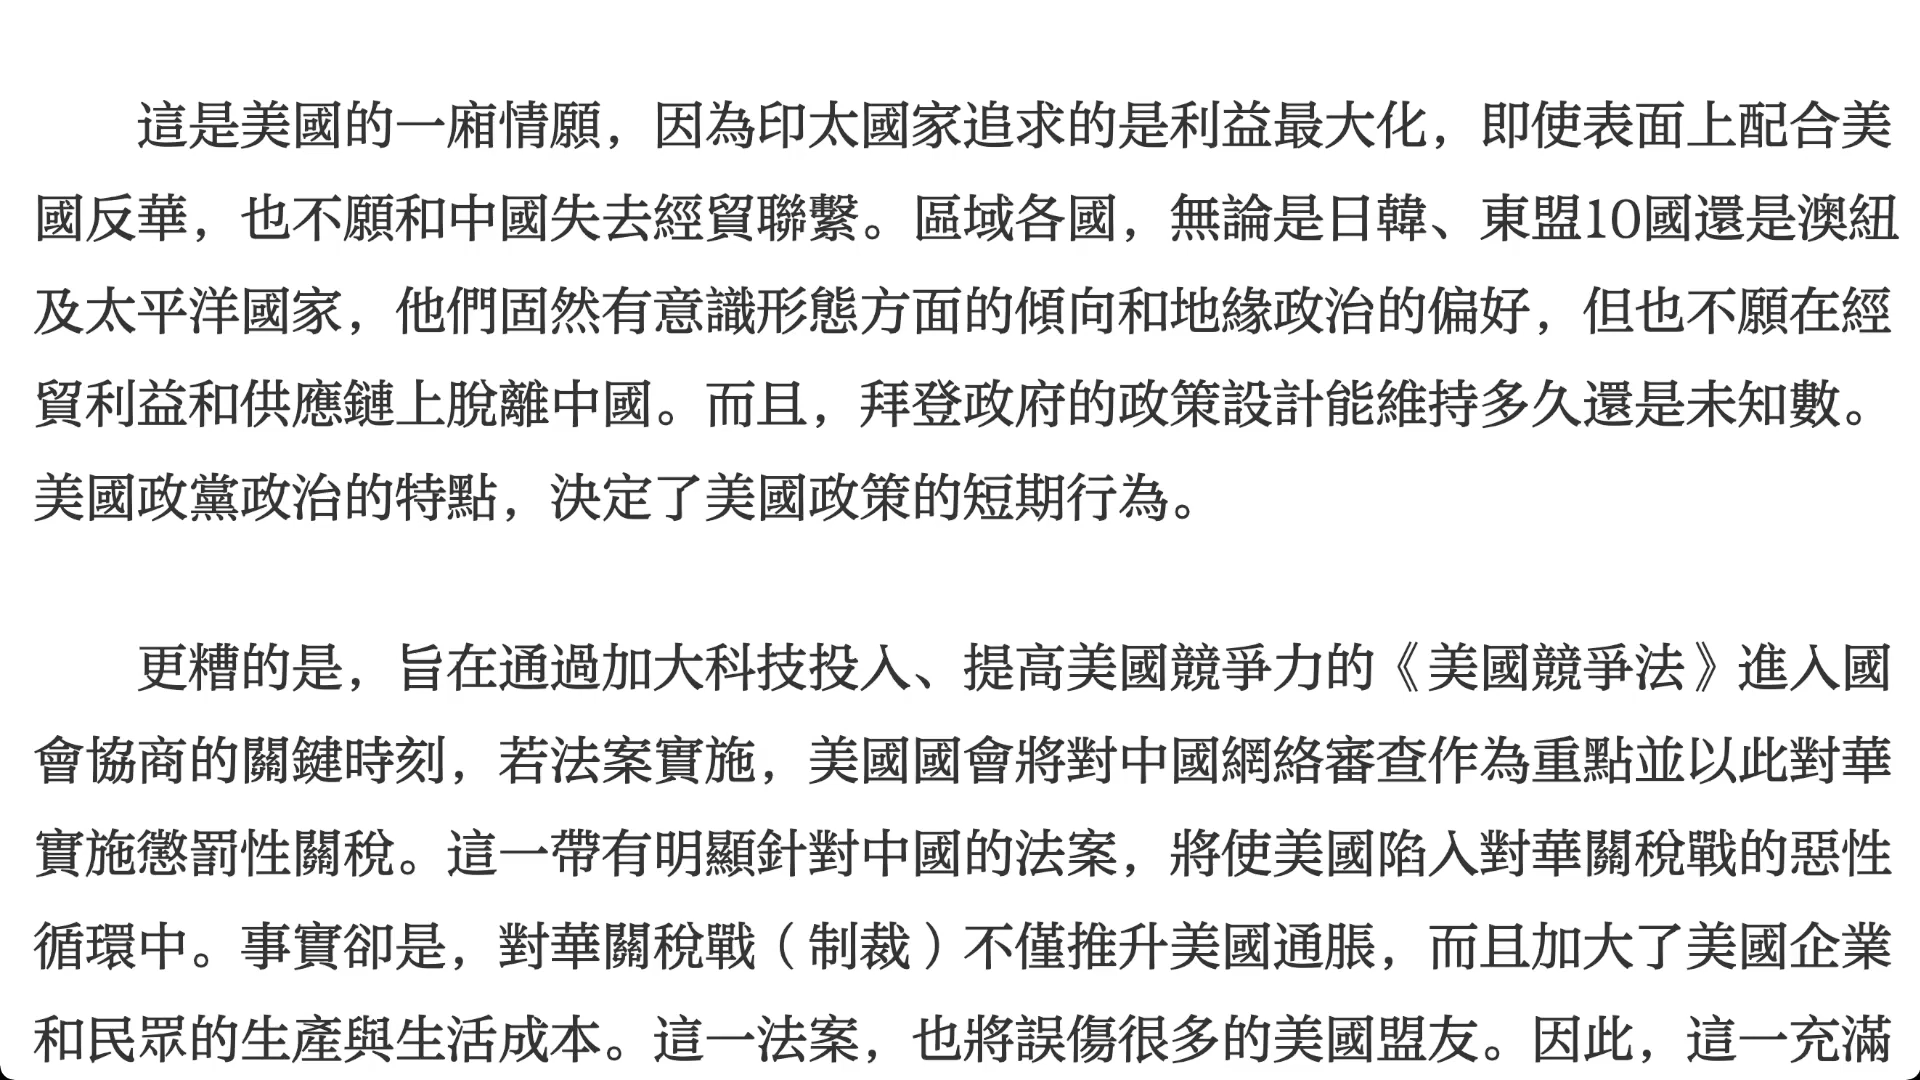 這是美國的一廂情願，因為印太國家追求的是利益最大化，即使表面上配合美
國反華，也不願和中國失去經貿聯繫。區域各國，無論是日韓、東盟10國還是澳紐
及太平洋國家，他們固然有意識形態方面的傾向和地緣政治的偏好，但也不願在經
貿利益和供應鏈上脫離中國。而且，拜登政府的政策設計能維持多久還是未知數。
美國政黨政治的特點，決定了美國政策的短期行為。
更糟的是，旨在通過加大科技投入、提高美國競爭力的《美國競爭法》進入國
會協商的關鍵時刻，若法案實施，美國國會將對中國網絡審查作為重點並以此對華
實施懲罰性關稅。這一帶有明顯針對中國的法案，將使美國陷入對華關稅戰的惡性
循環中。事實卻是，對華關稅戰（制裁）不僅推升美國通脹，而且加大了美國企業
和民眾的生產與生活成本。這一法案，也將誤傷很多的美國盟友。因此，這一充滿